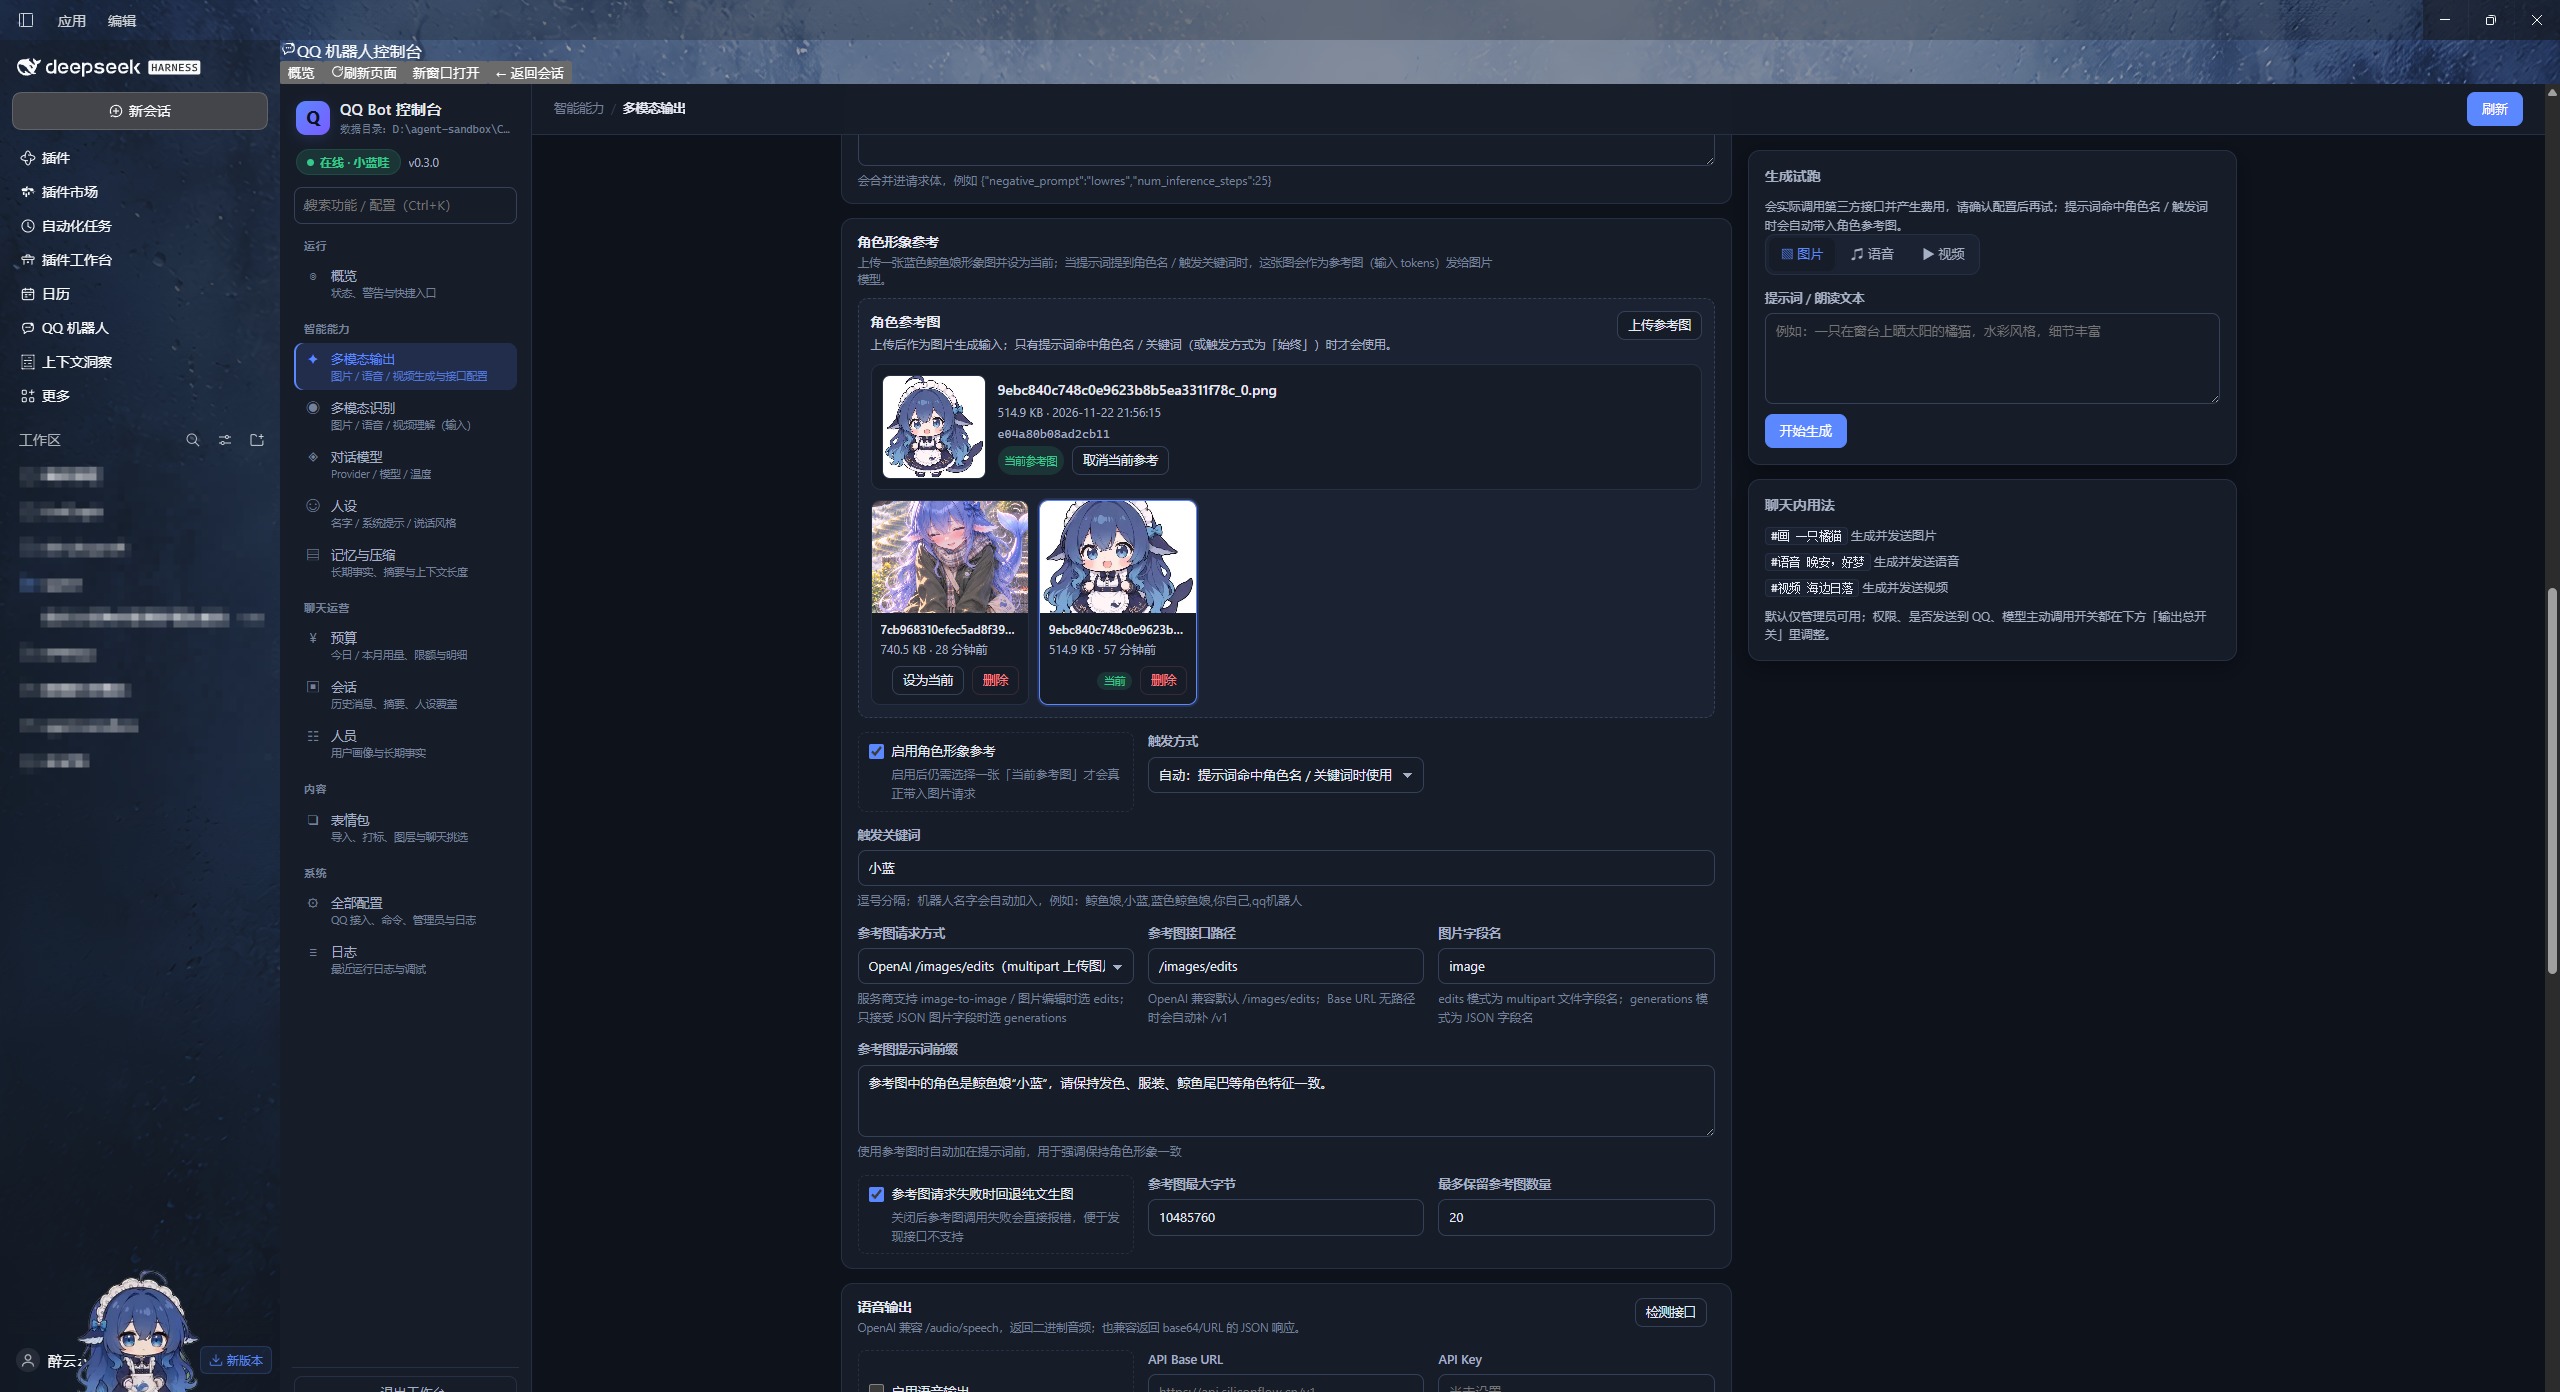 应用 编辑
deepseek HARNESS
新会话
插件
插件市场
自动化任务
插件工作台
日历
QQ 机器人
上下文洞察
更多
工作区
醉云
新版本
QQ 机器人控制台
概览 刷新页面 新窗口打开 ← 返回会话
Q
QQ Bot 控制台
数据目录：D:\agent-sandbox\C...
在线 · 小蓝哇 v0.3.0
搜索功能 / 配置（Ctrl+K）
运行
概览
状态、警告与快捷入口
智能能力
多模态输出
图片 / 语音 / 视频生成与接口配置
多模态识别
图片 / 语音 / 视频理解（输入）
对话模型
Provider / 模型 / 温度
人设
名字 / 系统提示 / 说话风格
记忆与压缩
长期事实、摘要与上下文长度
聊天运营
¥ 预算
今日 / 本月用量、限额与明细
会话
历史消息、摘要、人设覆盖
人员
用户画像与长期事实
内容
表情包
导入、打标、图层与聊天挑选
系统
全部配置
QQ 接入、命令、管理员与日志
日志
最近运行日志与调试
智能能力 / 多模态输出
刷新
会合并进请求体，例如 {"negative_prompt":"lowres","num_inference_steps":25}
角色形象参考
上传一张蓝色鲸鱼娘形象图并设为当前；当提示词提到角色名 / 触发关键词时，这张图会作为参考图（输入 tokens）发给图片
模型。
角色参考图
上传参考图
上传后作为图片生成输入；只有提示词命中角色名 / 关键词（或触发方式为「始终」）时才会使用。
9ebc840c748c0e9623b8b5ea3311f78c_0.png
514.9 KB · 2026-11-22 21:56:15
e04a80b08ad2cb11
当前参考图 取消当前参考
7cb968310efec5ad8f39...
740.5 KB · 28 分钟前
设为当前 删除
9ebc840c748c0e9623b...
514.9 KB · 57 分钟前
当前 删除
启用角色形象参考
启用后仍需选择一张「当前参考图」才会真
正带入图片请求
触发方式
自动：提示词命中角色名 / 关键词时使用
触发关键词
小蓝
逗号分隔；机器人名字会自动加入，例如：鲸鱼娘,小蓝,蓝色鲸鱼娘,你自己,qq机器人
参考图请求方式
OpenAI /images/edits（multipart 上传图
服务商支持 image-to-image / 图片编辑时选 edits；
只接受 JSON 图片字段时选 generations
参考图接口路径
/images/edits
OpenAI 兼容默认 /images/edits；Base URL 无路径
时会自动补 /v1
图片字段名
image
edits 模式为 multipart 文件字段名；generations 模
式为 JSON 字段名
参考图提示词前缀
参考图中的角色是鲸鱼娘“小蓝”，请保持发色、服装、鲸鱼尾巴等角色特征一致。
使用参考图时自动加在提示词前，用于强调保持角色形象一致
参考图请求失败时回退纯文生图
关闭后参考图调用失败会直接报错，便于发
现接口不支持
参考图最大字节
10485760
最多保留参考图数量
20
语音输出
检测接口
OpenAI 兼容 /audio/speech，返回二进制音频；也兼容返回 base64/URL 的 JSON 响应。
启用语音输出
API Base URL
https://api.siliconflow.cn/v1
API Key
生成试跑
会实际调用第三方接口并产生费用，请确认配置后再试；提示词命中角色名 / 触发词
时会自动带入角色参考图。
图片 语音 视频
提示词 / 朗读文本
例如：一只在窗台上晒太阳的橘猫，水彩风格，细节丰富
开始生成
聊天内用法
#画 一只橘猫 生成并发送图片
#语音 晚安，好梦 生成并发送语音
#视频 海边日落 生成并发送视频
默认仅管理员可用；权限、是否发送到 QQ、模型主动调用开关都在下方「输出总开
关」里调整。